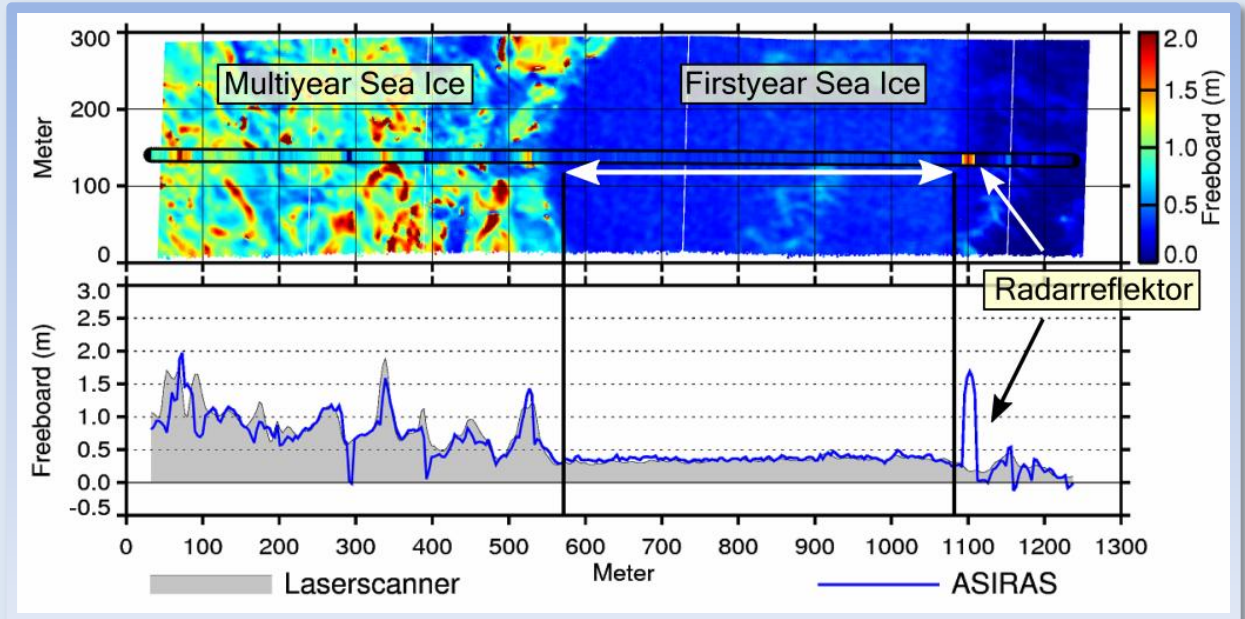 300
200
100
0
Meter
Multiyear Sea Ice
Firstyear Sea Ice
2.0
1.5
1.0
0.5
0.0
Freeboard (m)
Radarreflektor
3.0
2.5
2.0
1.5
1.0
0.5
0.0
-0.5
Freeboard (m)
0 100 200 300 400 500 600 700 800 900 1000 1100 1200 1300
Meter
Laserscanner
ASIRAS